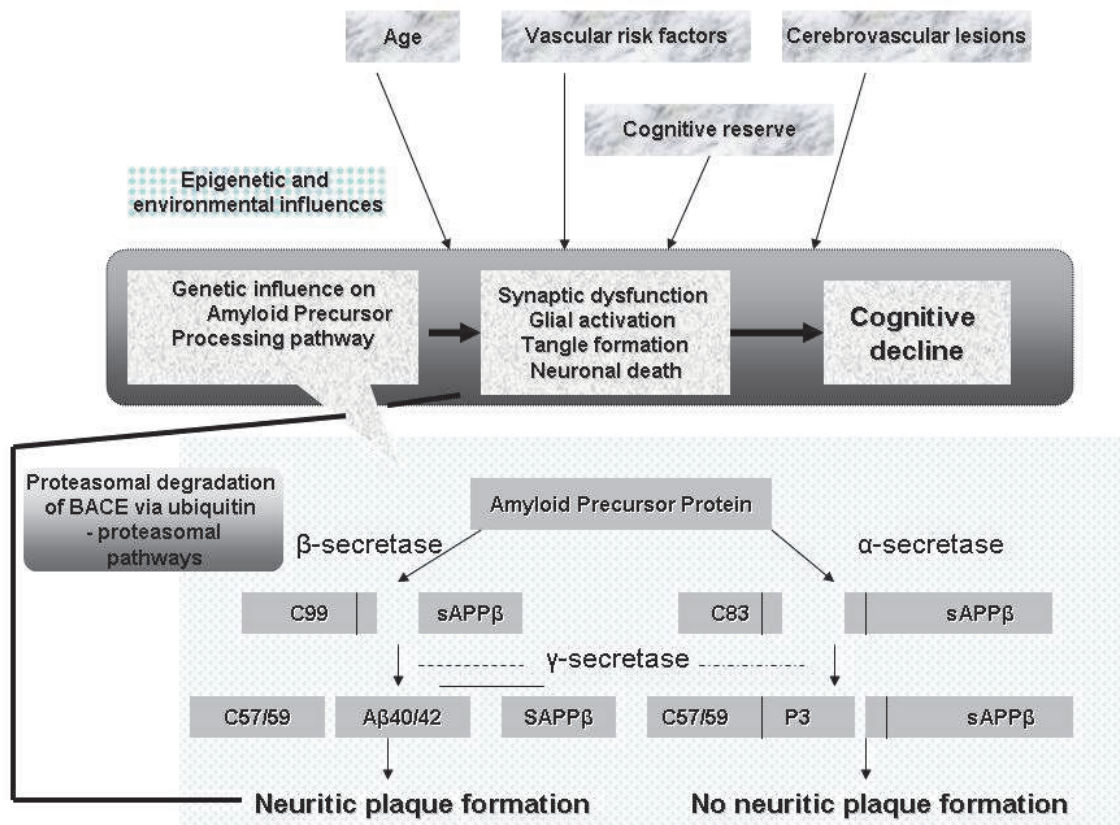 Age
Vascular risk factors
Cerebrovascular lesions
Cognitive reserve
Epigenetic and
environmental influences
Genetic influence on
Amyloid Precursor
Processing pathway
Synaptic dysfunction
Glial activation
Tangle formation
Neuronal death
Cognitive
decline
Proteasomal degradation
of BACE via ubiquitin
- proteasomal
pathways
Amyloid Precursor Protein
β-secretase
α-secretase
C99
sAPPβ
C83
sAPPβ
γ-secretase
C57/59
Aβ40/42
SAPPβ
C57/59
P3
sAPPβ
Neuritic plaque formation
No neuritic plaque formation